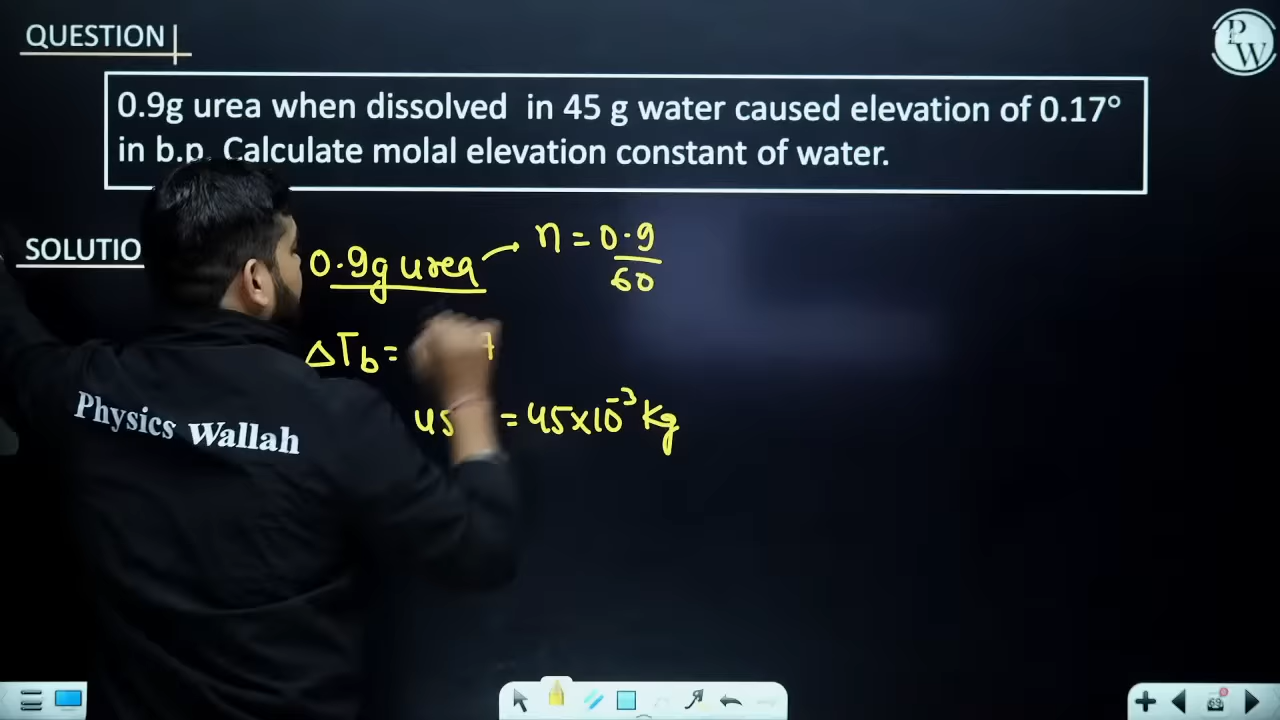 QUESTION
PW
0.9g urea when dissolved in 45 g water caused elevation of 0.17°
in b.p. Calculate molal elevation constant of water.
SOLUTIO
0.9g urea → n = 0.9/60
ΔTb = 7
45 = 45×10⁻³ Kg
Physics Wallah